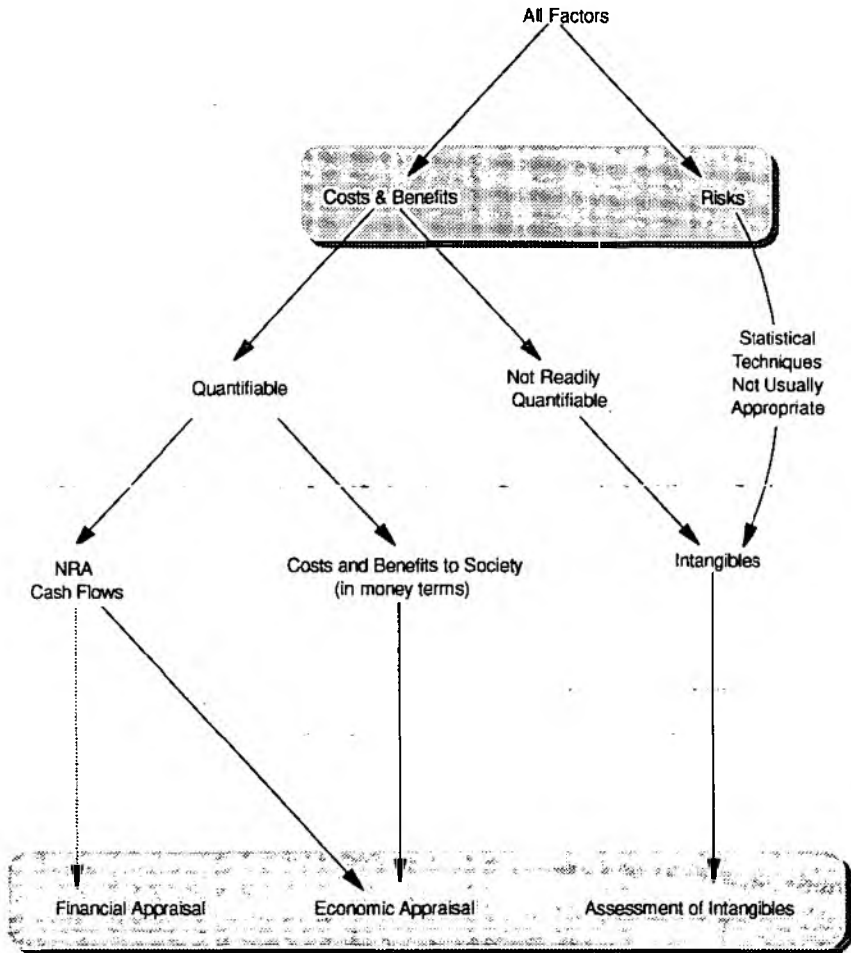 All Factors
Costs & Benefits
Risks
Statistical
Techniques
Not Usually
Appropriate
Quantifiable
Not Readily
Quantifiable
NRA
Cash Flows
Costs and Benefits to Society
(in money terms)
Intangibles
Financial Appraisal
Economic Appraisal
Assessment of Intangibles